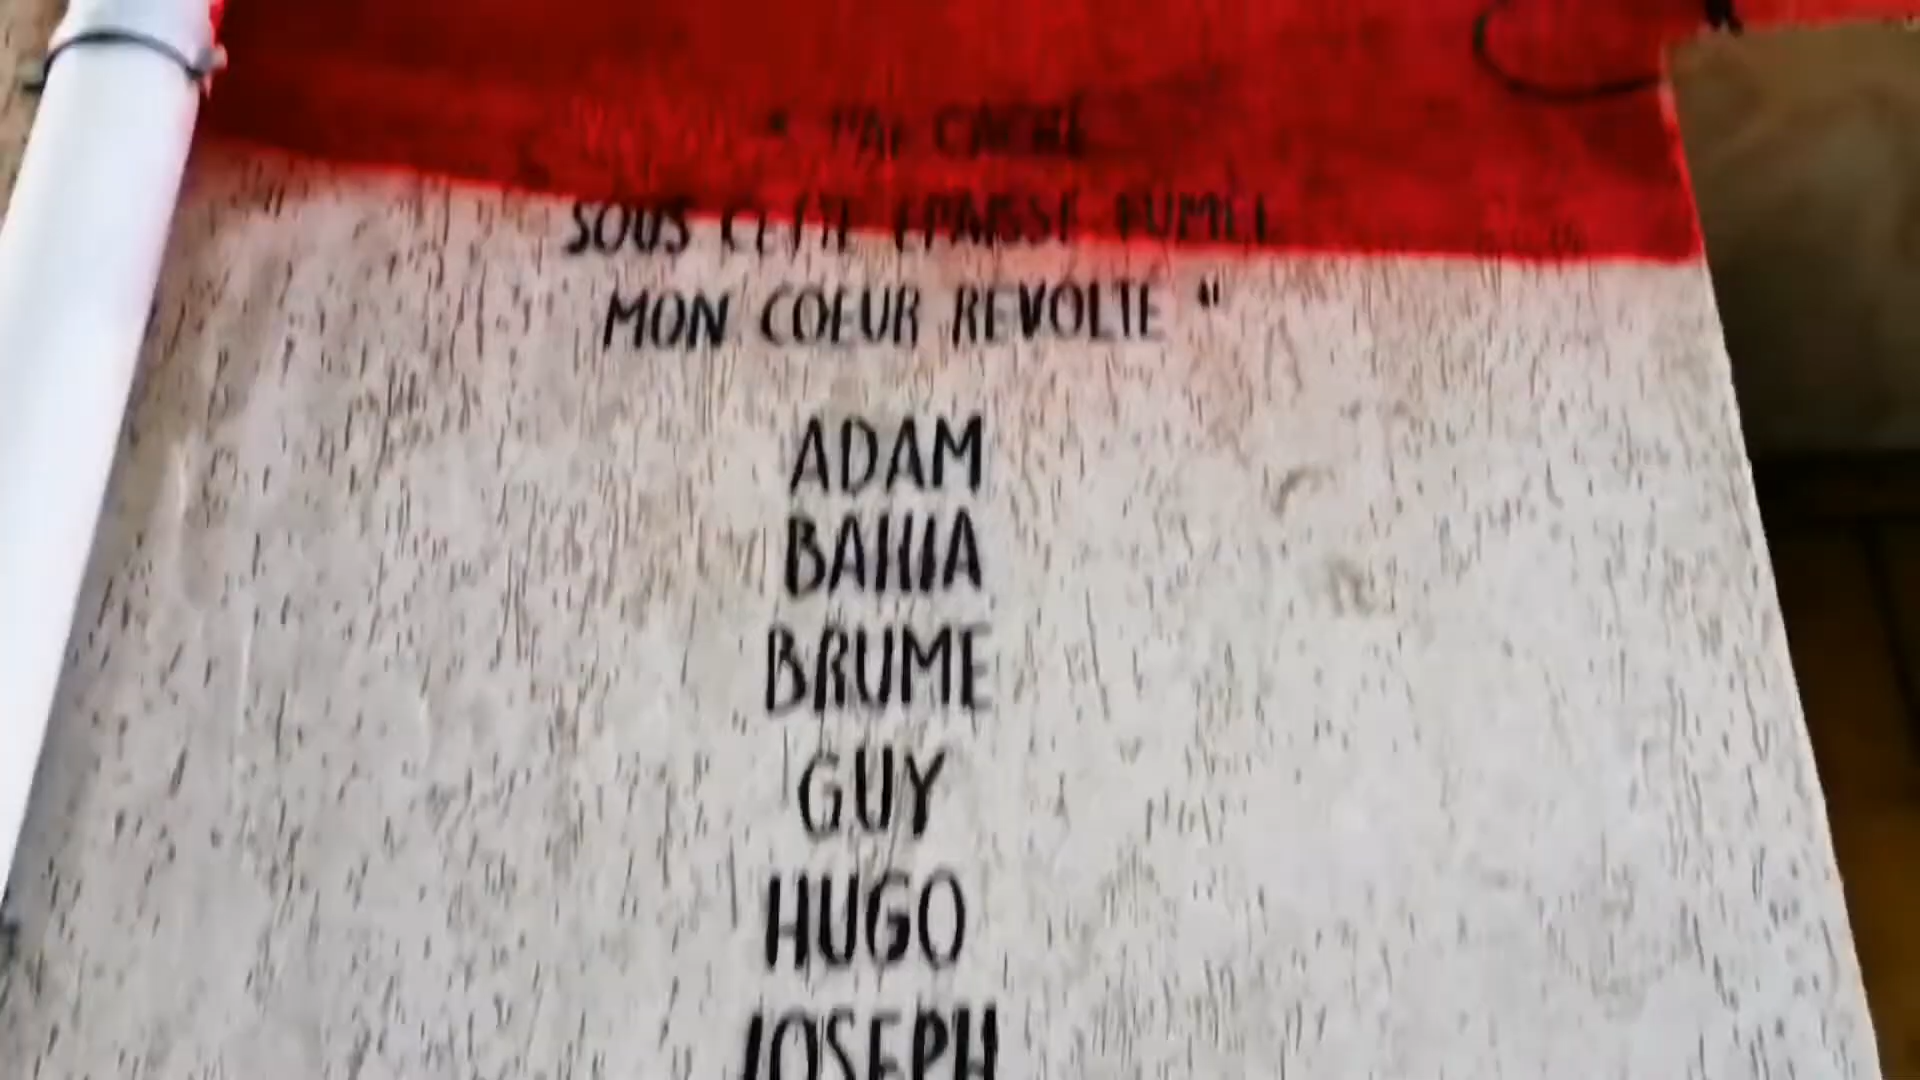 " J'AI CACHÉ
SOUS CETTE EPAISSE FUMEE
MON COEUR REVOLTE "
ADAM
BAHIA
BRUME
GUY
HUGO
JOSEPH